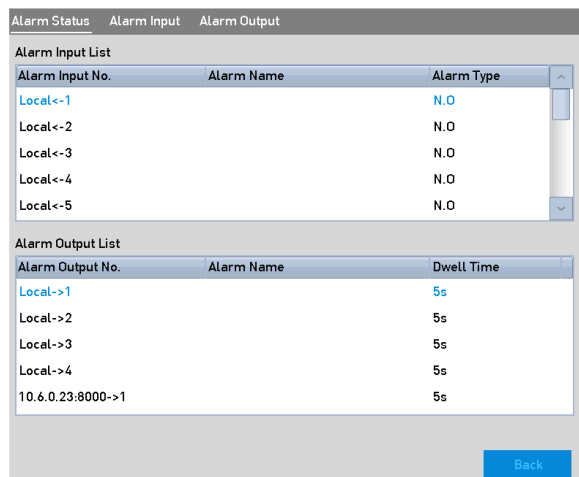 Alarm Status Alarm Input Alarm Output
Alarm Input List
Alarm Input No. Alarm Name Alarm Type
Local<-1 N.O
Local<-2 N.O
Local<-3 N.O
Local<-4 N.O
Local<-5 N.O
Alarm Output List
Alarm Output No. Alarm Name Dwell Time
Local->1 5s
Local->2 5s
Local->3 5s
Local->4 5s
10.6.0.23:8000->1 5s
Back